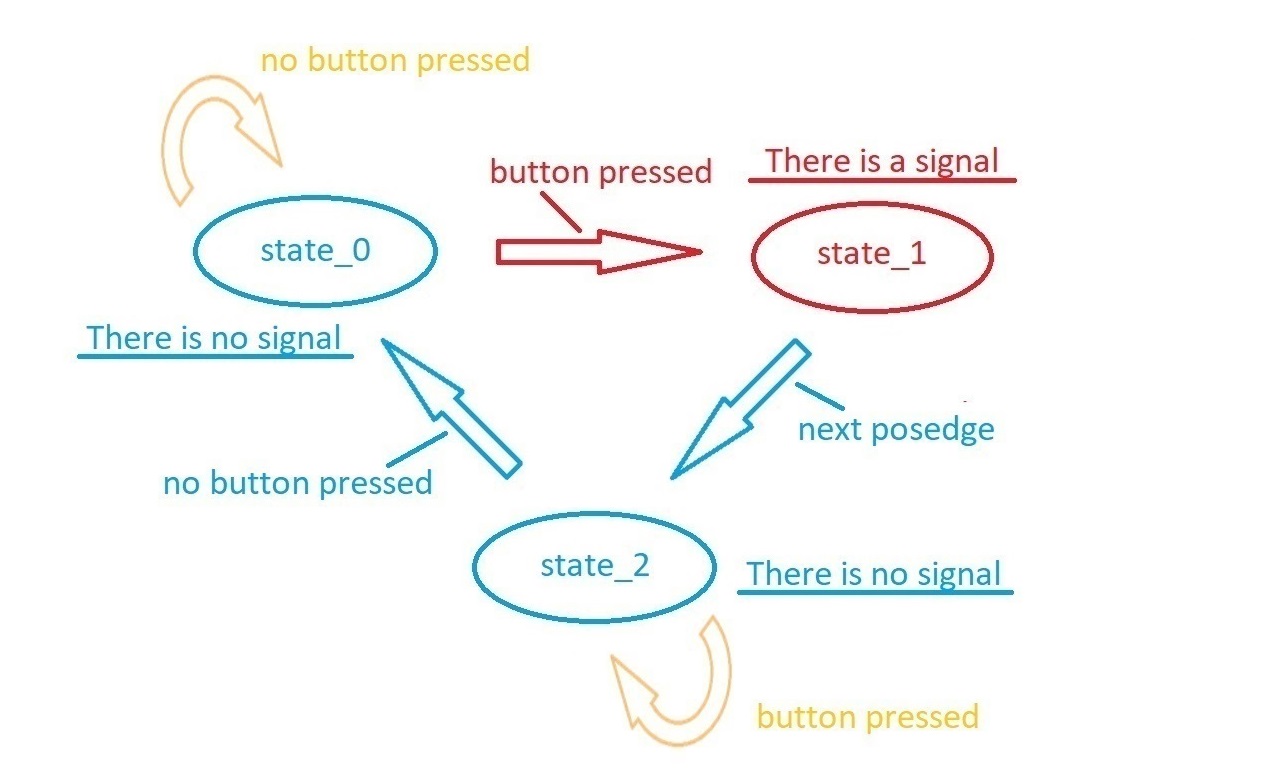 no button pressed
button pressed
There is a signal
state_0
state_1
There is no signal
next posedge
no button pressed
state_2
There is no signal
button pressed